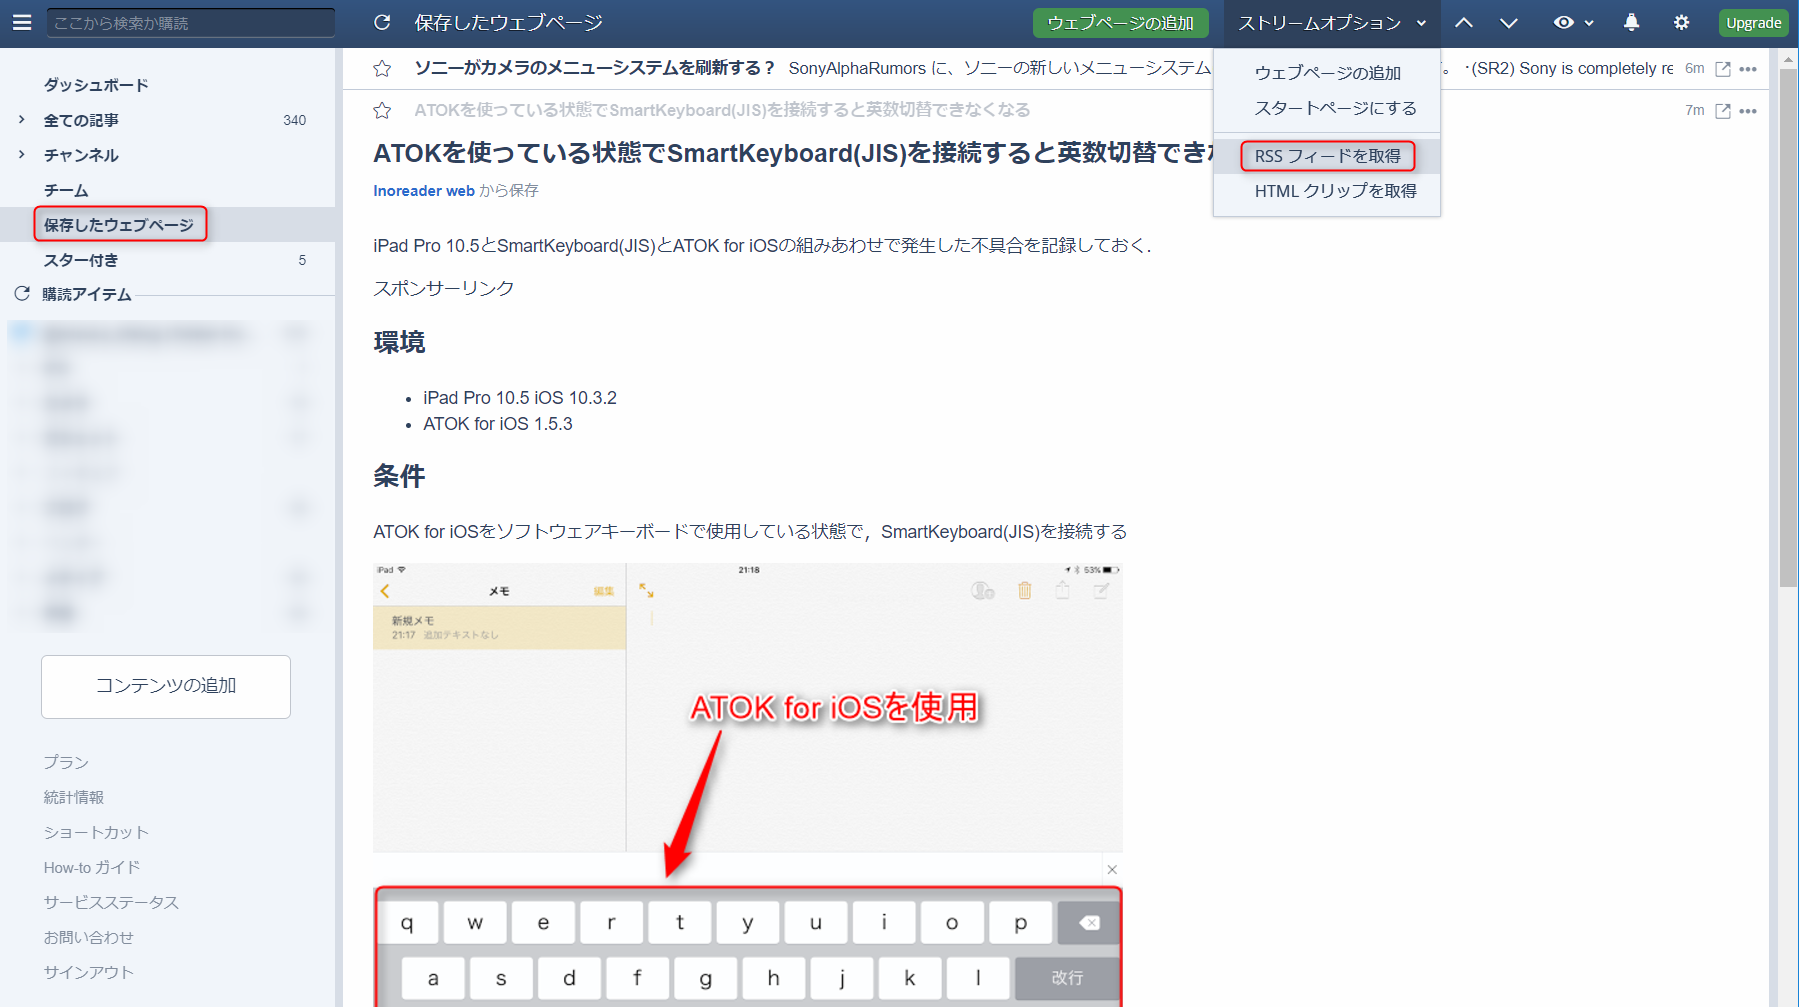 ここから検索か購読
保存したウェブページ
ウェブページの追加
ストリームオプション
Upgrade
ダッシュボード
全ての記事 340
チャンネル
チーム
保存したウェブページ
スター付き 5
購読アイテム
コンテンツの追加
プラン
統計情報
ショートカット
How-to ガイド
サービスステータス
お問い合わせ
サインアウト
ウェブページの追加
スタートページにする
RSS フィードを取得
HTML クリップを取得
ソニーがカメラのメニューシステムを刷新する？ SonyAlphaRumors に、ソニーの新しいメニューシステム 。 ·(SR2) Sony is completely re 6m
ATOKを使っている状態でSmartKeyboard(JIS)を接続すると英数切替できなくなる 7m
ATOKを使っている状態でSmartKeyboard(JIS)を接続すると英数切替できな
Inoreader web から保存
iPad Pro 10.5とSmartKeyboard(JIS)とATOK for iOSの組みあわせで発生した不具合を記録しておく.
スポンサーリンク
環境
• iPad Pro 10.5 iOS 10.3.2
• ATOK for iOS 1.5.3
条件
ATOK for iOSをソフトウェアキーボードで使用している状態で，SmartKeyboard(JIS)を接続する
iPad 21:18 53%
メモ 編集
新規メモ
21:17 追加テキストなし
ATOK for iOSを使用
q w e r t y u i o p
a s d f g h j k l 改行